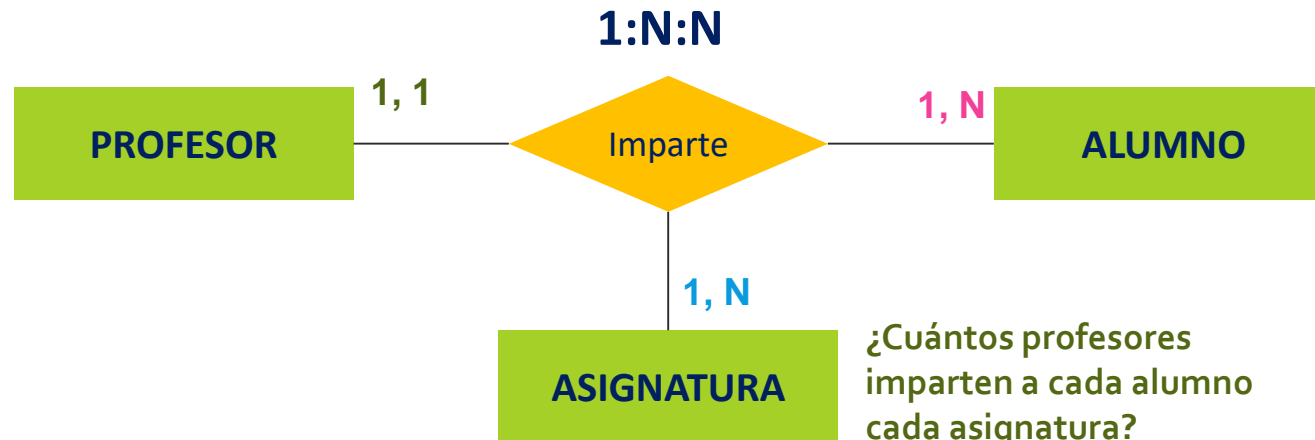 1:N:N
1, 1
1, N
PROFESOR
Imparte
ALUMNO
1, N
ASIGNATURA
¿Cuántos profesores
imparten a cada alumno
cada asignatura?